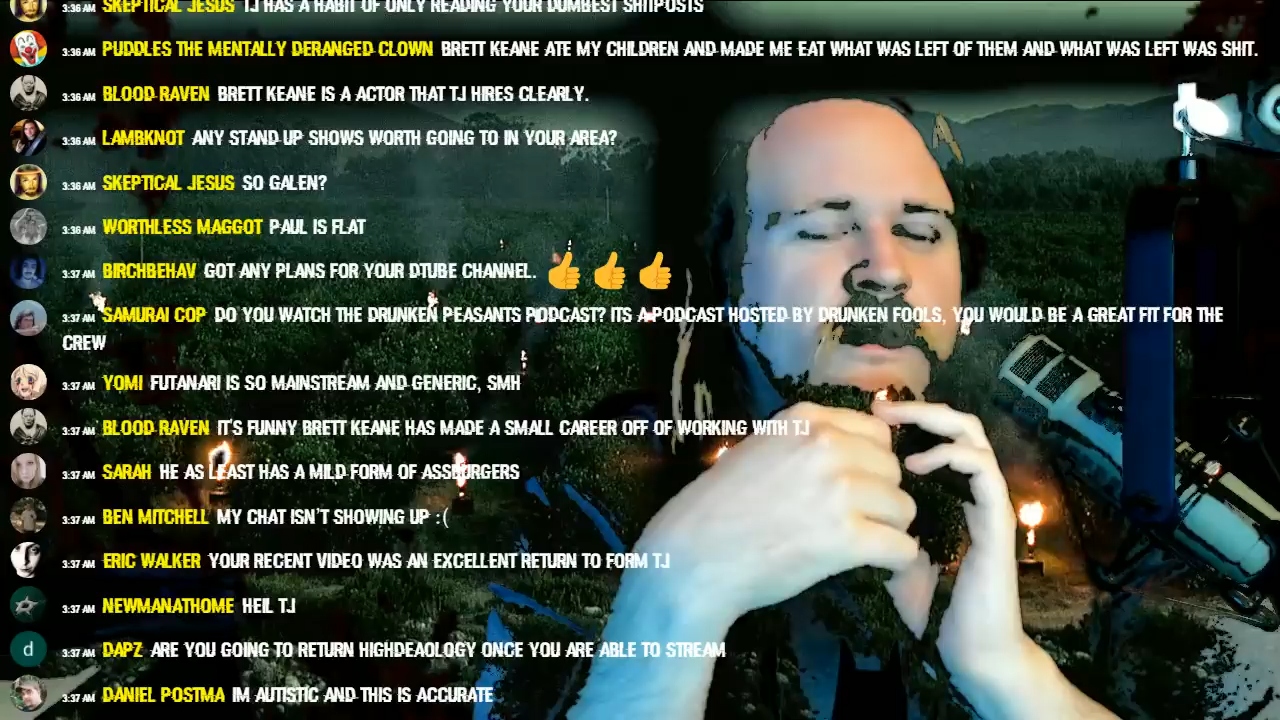 3:36 AM SKEPTICAL JESUS TJ HAS A HABIT OF ONLY READING YOUR DUMBEST SHITPOSTS
3:36 AM PUDDLES THE MENTALLY DERANGED CLOWN BRETT KEANE ATE MY CHILDREN AND MADE ME EAT WHAT WAS LEFT OF THEM AND WHAT WAS LEFT WAS SHIT.
3:36 AM BLOOD RAVEN BRETT KEANE IS A ACTOR THAT TJ HIRES CLEARLY.
3:36 AM LAMBKNOT ANY STAND UP SHOWS WORTH GOING TO IN YOUR AREA?
3:36 AM SKEPTICAL JESUS SO GALEN?
3:36 AM WORTHLESS MAGGOT PAUL IS FLAT
3:37 AM BIRCHBEHAV GOT ANY PLANS FOR YOUR DTUBE CHANNEL. 👍👍👍
3:37 AM SAMURAI COP DO YOU WATCH THE DRUNKEN PEASANTS PODCAST? ITS A PODCAST HOSTED BY DRUNKEN FOOLS, YOU WOULD BE A GREAT FIT FOR THE
CREW
3:37 AM YOMI FUTANARI IS SO MAINSTREAM AND GENERIC, SMH
3:37 AM BLOOD RAVEN IT'S FUNNY BRETT KEANE HAS MADE A SMALL CAREER OFF OF WORKING WITH TJ
3:37 AM SARAH HE AS LEAST HAS A MILD FORM OF ASSBURGERS
3:37 AM BEN MITCHELL MY CHAT ISN'T SHOWING UP :(
3:37 AM ERIC WALKER YOUR RECENT VIDEO WAS AN EXCELLENT RETURN TO FORM TJ
3:37 AM NEWMANATHOME HEIL TJ
d 3:37 AM DAPZ ARE YOU GOING TO RETURN HIGHDEAOLOGY ONCE YOU ARE ABLE TO STREAM
3:37 AM DANIEL POSTMA IM AUTISTIC AND THIS IS ACCURATE